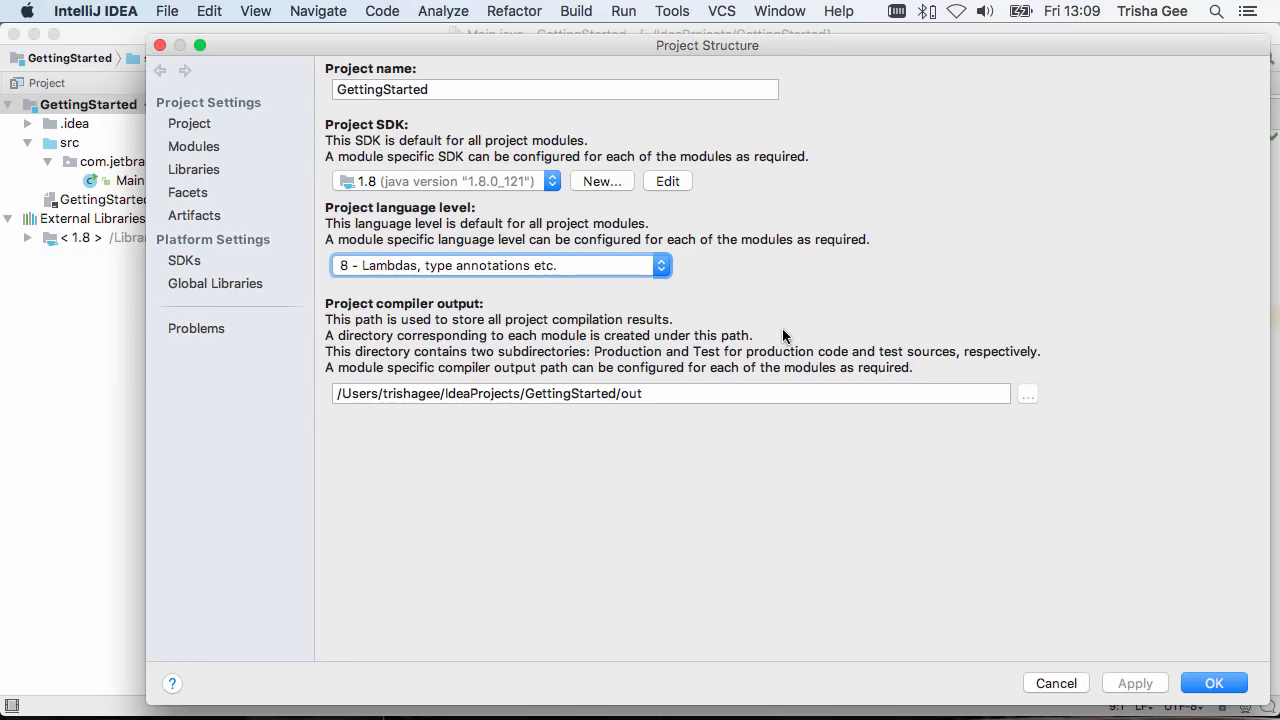 IntelliJ IDEA File Edit View Navigate Code Analyze Refactor Build Run Tools VCS Window Help Fri 13:09 Trisha Gee
Project Structure
GettingStarted
Project
GettingStarted
.idea
src
com.jetbra
Main
GettingStarted
External Libraries
< 1.8 > /Libra
Project Settings
Project
Modules
Libraries
Facets
Artifacts
Platform Settings
SDKs
Global Libraries
Problems
Project name:
GettingStarted
Project SDK:
This SDK is default for all project modules.
A module specific SDK can be configured for each of the modules as required.
1.8 (java version "1.8.0_121") New... Edit
Project language level:
This language level is default for all project modules.
A module specific language level can be configured for each of the modules as required.
8 - Lambdas, type annotations etc.
Project compiler output:
This path is used to store all project compilation results.
A directory corresponding to each module is created under this path.
This directory contains two subdirectories: Production and Test for production code and test sources, respectively.
A module specific compiler output path can be configured for each of the modules as required.
/Users/trishagee/IdeaProjects/GettingStarted/out ...
? Cancel Apply OK